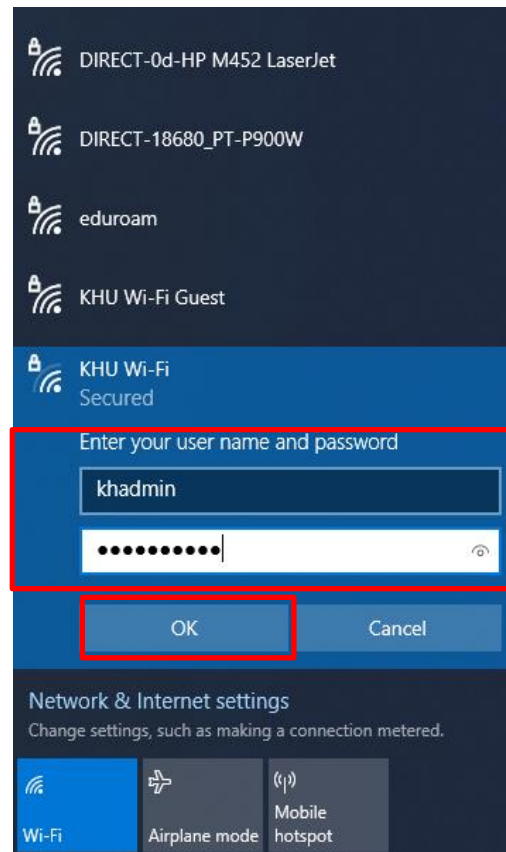 DIRECT-0d-HP M452 LaserJet
DIRECT-18680_PT-P900W
eduroam
KHU Wi-Fi Guest
KHU Wi-Fi
Secured
Enter your user name and password
khadmin
●●●●●●●●●●
OK Cancel
Network & Internet settings
Change settings, such as making a connection metered.
Wi-Fi
Airplane mode
Mobile
hotspot